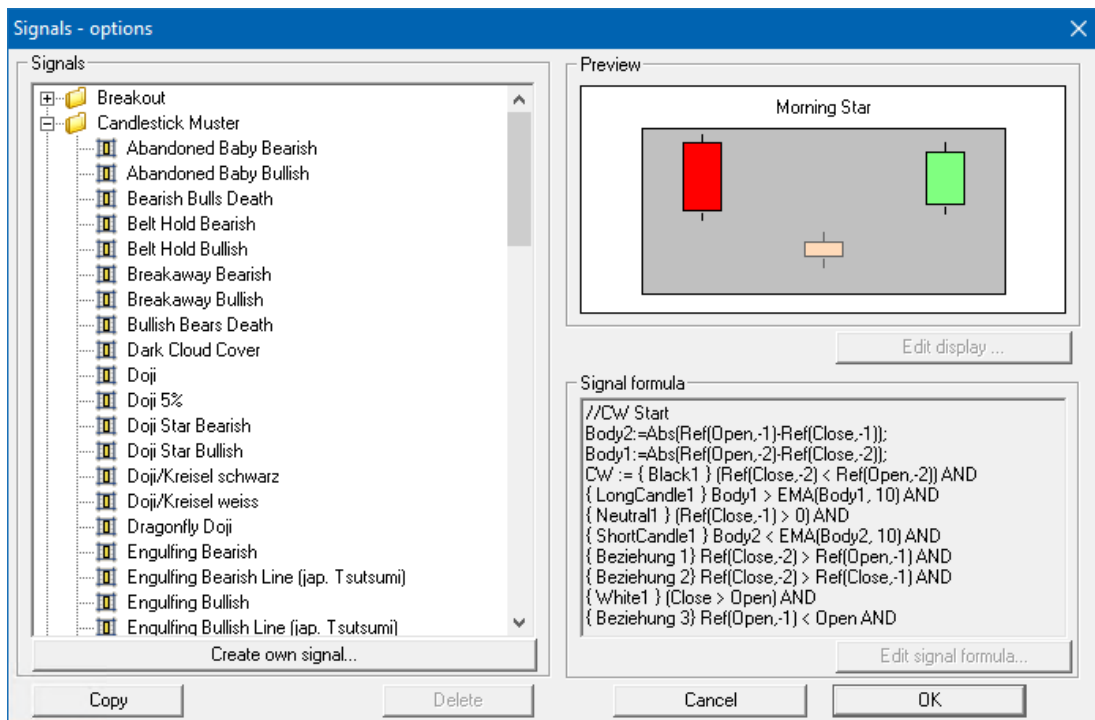 Signals - options
Signals
Breakout
Candlestick Muster
Abandoned Baby Bearish
Abandoned Baby Bullish
Bearish Bulls Death
Belt Hold Bearish
Belt Hold Bullish
Breakaway Bearish
Breakaway Bullish
Bullish Bears Death
Dark Cloud Cover
Doji
Doji 5%
Doji Star Bearish
Doji Star Bullish
Doji/Kreisel schwarz
Doji/Kreisel weiss
Dragonfly Doji
Engulfing Bearish
Engulfing Bearish Line (jap. Tsutsumi)
Engulfing Bullish
Engulfing Bullish Line (jap. Tsutsumi)
Create own signal...
Copy
Delete
Preview
Morning Star
Edit display ...
Signal formula
//CW Start
Body2:=Abs(Ref(Open,-1)-Ref(Close,-1));
Body1:=Abs(Ref(Open,-2)-Ref(Close,-2));
CW := { Black1 } (Ref(Close,-2) < Ref(Open,-2)) AND
{ LongCandle1 } Body1 > EMA(Body1, 10) AND
{ Neutral1 } (Ref(Close,-1) > 0) AND
{ ShortCandle1 } Body2 < EMA(Body2, 10) AND
{ Beziehung 1} Ref(Close,-2) > Ref(Open,-1) AND
{ Beziehung 2} Ref(Close,-2) > Ref(Close,-1) AND
{ White1 } (Close > Open) AND
{ Beziehung 3} Ref(Open,-1) < Open AND
Edit signal formula...
Cancel
OK